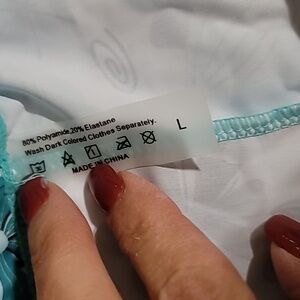 80% Polyamide,20% Elastane
Wash Dark Colored Clothes Separately.
L
MADE IN CHINA